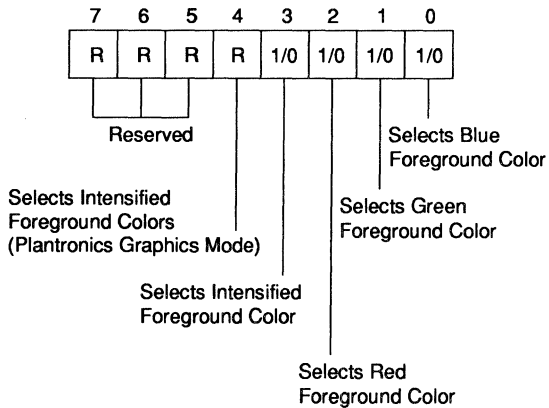 7 6 5 4 3 2 1 0
R R R R 1/0 1/0 1/0 1/0
Reserved
Selects Blue
Foreground Color
Selects Intensified
Foreground Colors
(Plantronics Graphics Mode)
Selects Green
Foreground Color
Selects Intensified
Foreground Color
Selects Red
Foreground Color